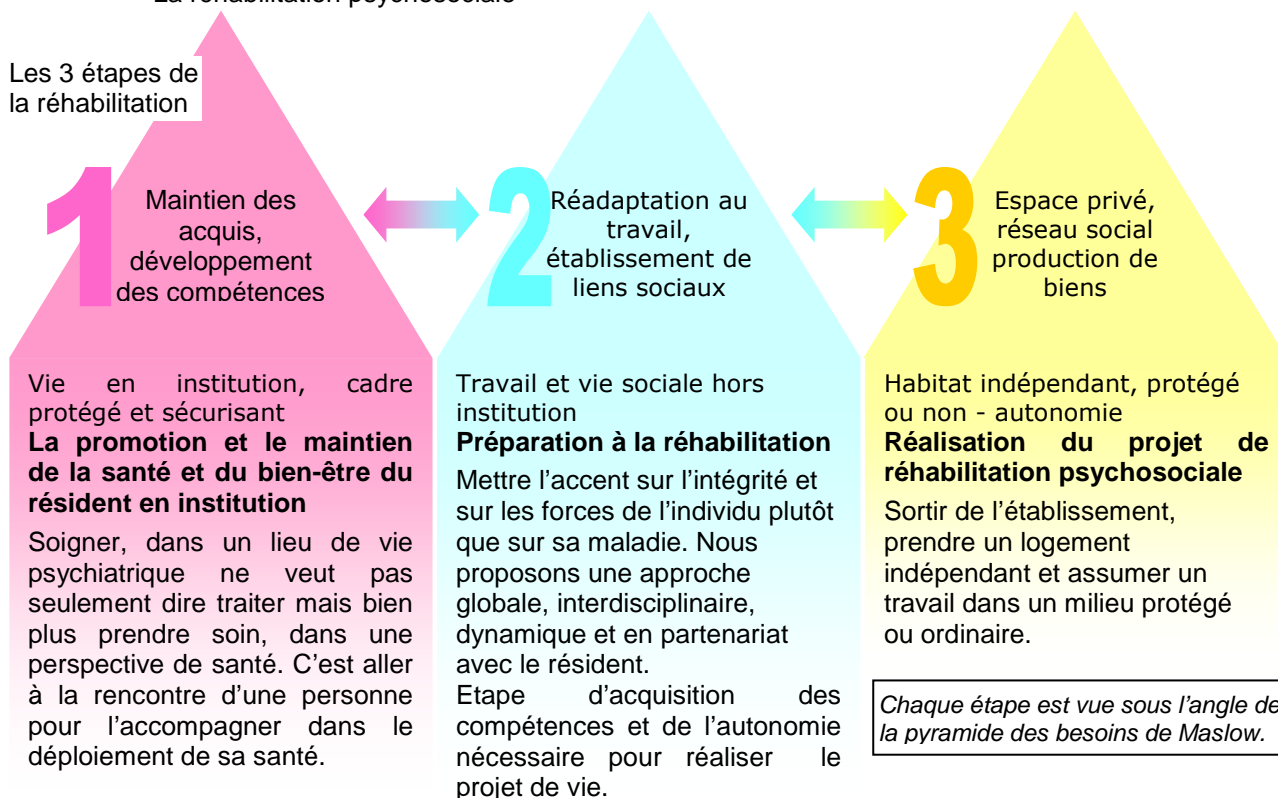 La réhabilitation psychosociale
Les 3 étapes de
la réhabilitation
1
Maintien des
acquis,
développement
des compétences
2
Réadaptation au
travail,
établissement de
liens sociaux
3
Espace privé,
réseau social
production de
biens
Vie en institution, cadre
protégé et sécurisant
La promotion et le maintien
de la santé et du bien-être du
résident en institution
Soigner, dans un lieu de vie
psychiatrique ne veut pas
seulement dire traiter mais bien
plus prendre soin, dans une
perspective de santé. C’est aller
à la rencontre d’une personne
pour l’accompagner dans le
déploiement de sa santé.
Travail et vie sociale hors
institution
Préparation à la réhabilitation
Mettre l’accent sur l’intégrité et
sur les forces de l’individu plutôt
que sur sa maladie. Nous
proposons une approche
globale, interdisciplinaire,
dynamique et en partenariat
avec le résident.
Etape d’acquisition des
compétences et de l’autonomie
nécessaire pour réaliser le
projet de vie.
Habitat indépendant, protégé
ou non - autonomie
Réalisation du projet de
réhabilitation psychosociale
Sortir de l’établissement,
prendre un logement
indépendant et assumer un
travail dans un milieu protégé
ou ordinaire.
Chaque étape est vue sous l’angle de
la pyramide des besoins de Maslow.